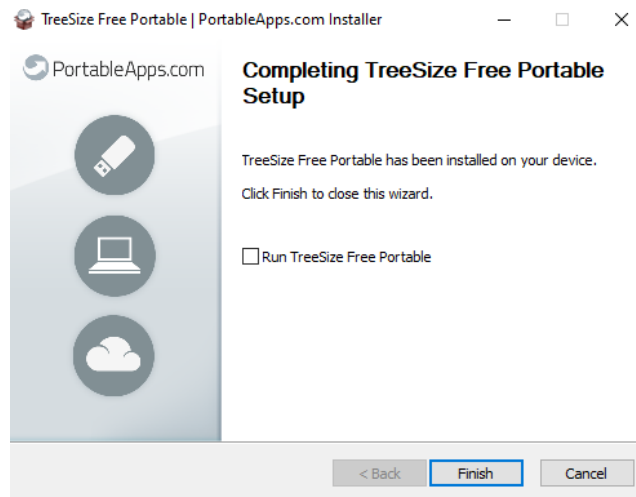 TreeSize Free Portable | PortableApps.com Installer
PortableApps.com
Completing TreeSize Free Portable
Setup
TreeSize Free Portable has been installed on your device.
Click Finish to close this wizard.
Run TreeSize Free Portable
< Back
Finish
Cancel